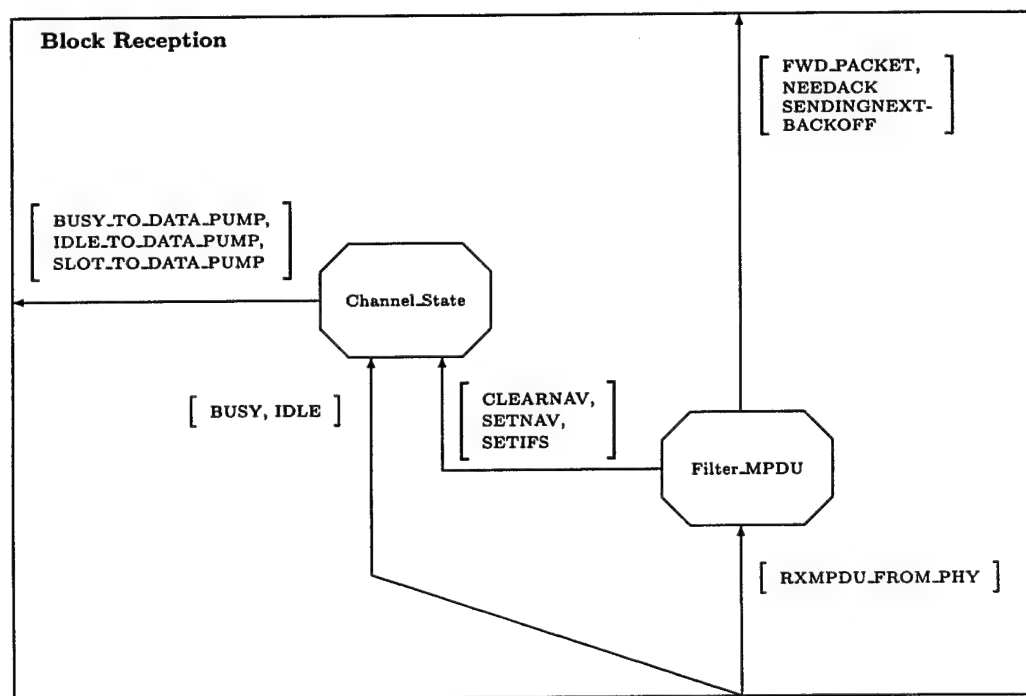 Block Reception
FWD_PACKET,
NEEDACK
SENDINGNEXT-
BACKOFF
BUSY_TO_DATA_PUMP,
IDLE_TO_DATA_PUMP,
SLOT_TO_DATA_PUMP
Channel_State
[ BUSY, IDLE ]
CLEARNAV,
SETNAV,
SETIFS
Filter_MPDU
[ RXMPDU_FROM_PHY ]